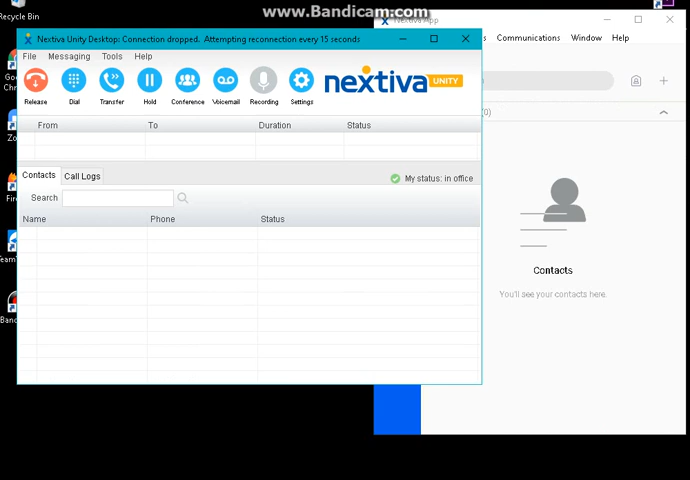 www.Bandicam.com
Recycle Bin
Nextiva App
Communications Window Help
(0)
Contacts
You'll see your contacts here.
Nextiva Unity Desktop: Connection dropped. Attempting reconnection every 15 seconds
File Messaging Tools Help
Release Dial Transfer Hold Conference Voicemail Recording Settings
nextiva UNITY
From To Duration Status
Contacts Call Logs
My status: in office
Search
Name Phone Status